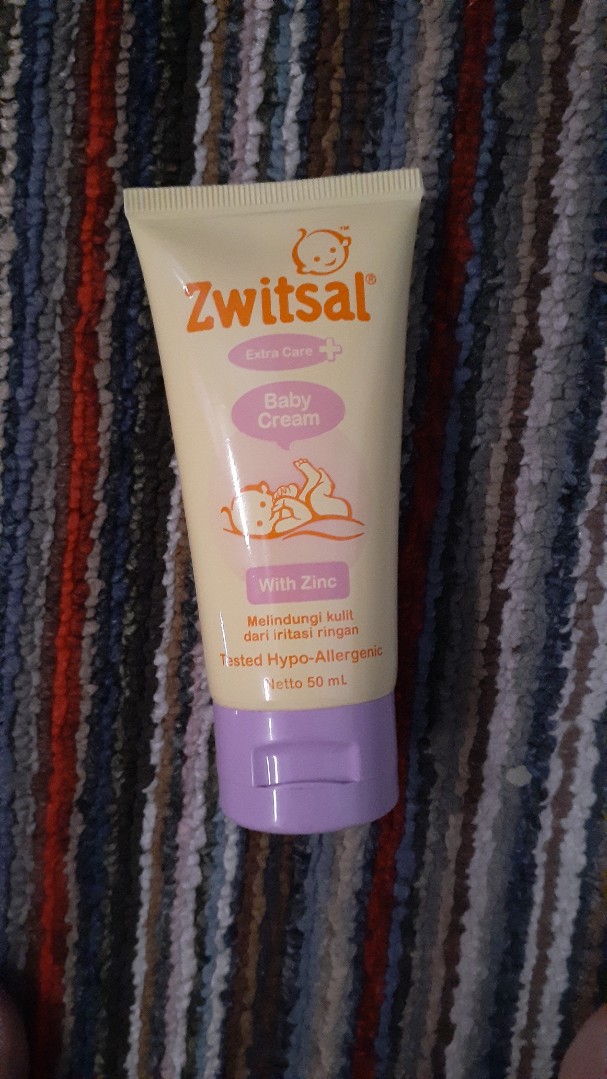 Zwitsal®
Extra Care +
Baby
Cream
With Zinc
Melindungi kulit
dari iritasi ringan
Tested Hypo-Allergenic
Netto 50 mL